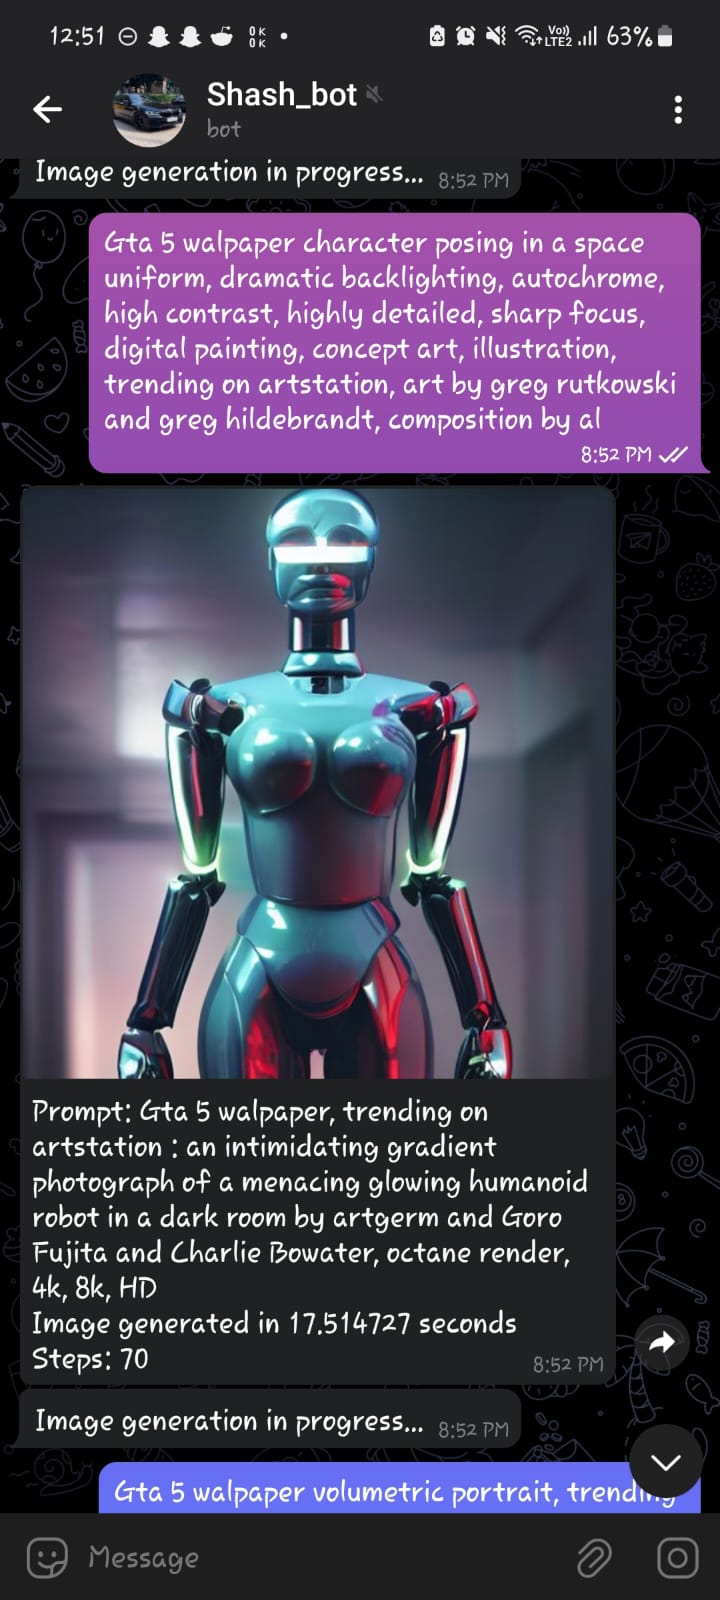 12:51
OK
OK
Vo))
LTE2
63%
Shash_bot
bot
Image generation in progress... 8:52 PM
Gta 5 walpaper character posing in a space
uniform, dramatic backlighting, autochrome,
high contrast, highly detailed, sharp focus,
digital painting, concept art, illustration,
trending on artstation, art by greg rutkowski
and greg hildebrandt, composition by al
8:52 PM
Prompt: Gta 5 walpaper, trending on
artstation : an intimidating gradient
photograph of a menacing glowing humanoid
robot in a dark room by artgerm and Goro
Fujita and Charlie Bowater, octane render,
4k, 8k, HD
Image generated in 17.514727 seconds
Steps: 70
8:52 PM
Image generation in progress... 8:52 PM
Gta 5 walpaper volumetric portrait, trending
Message